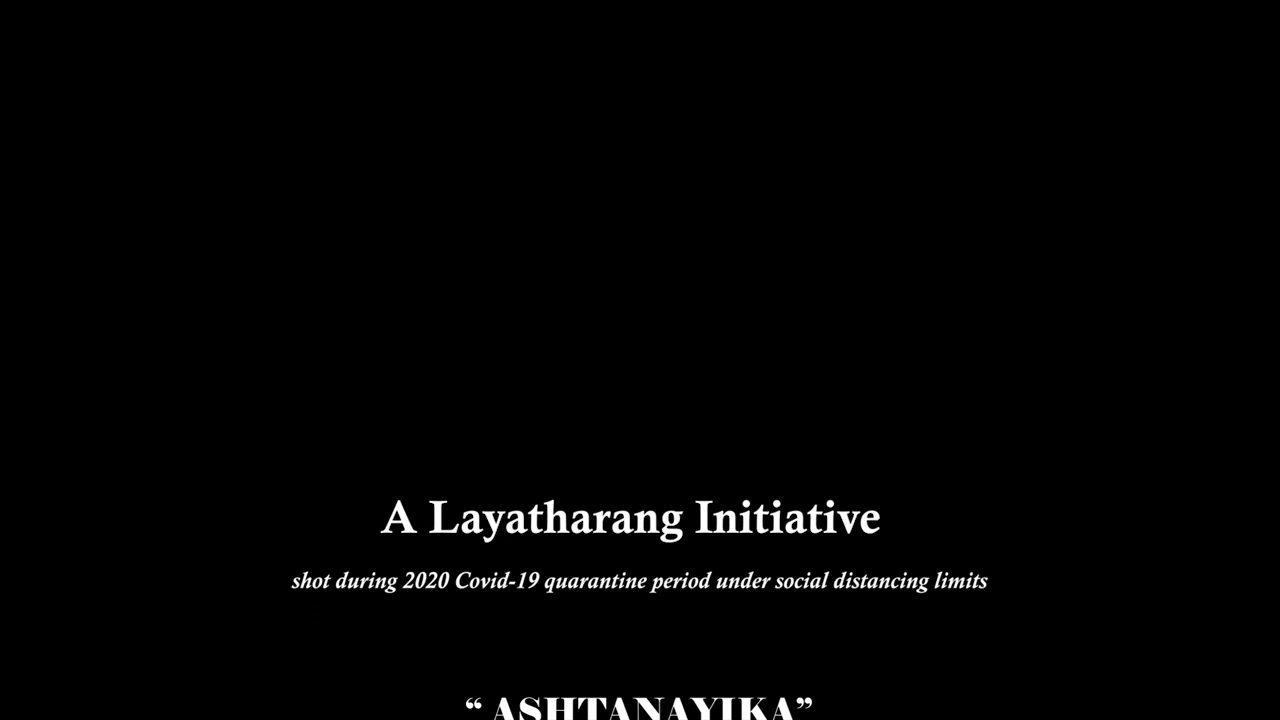 A Layatharang Initiative
shot during 2020 Covid-19 quarantine period under social distancing limits
“ ASHTANAYIKA”